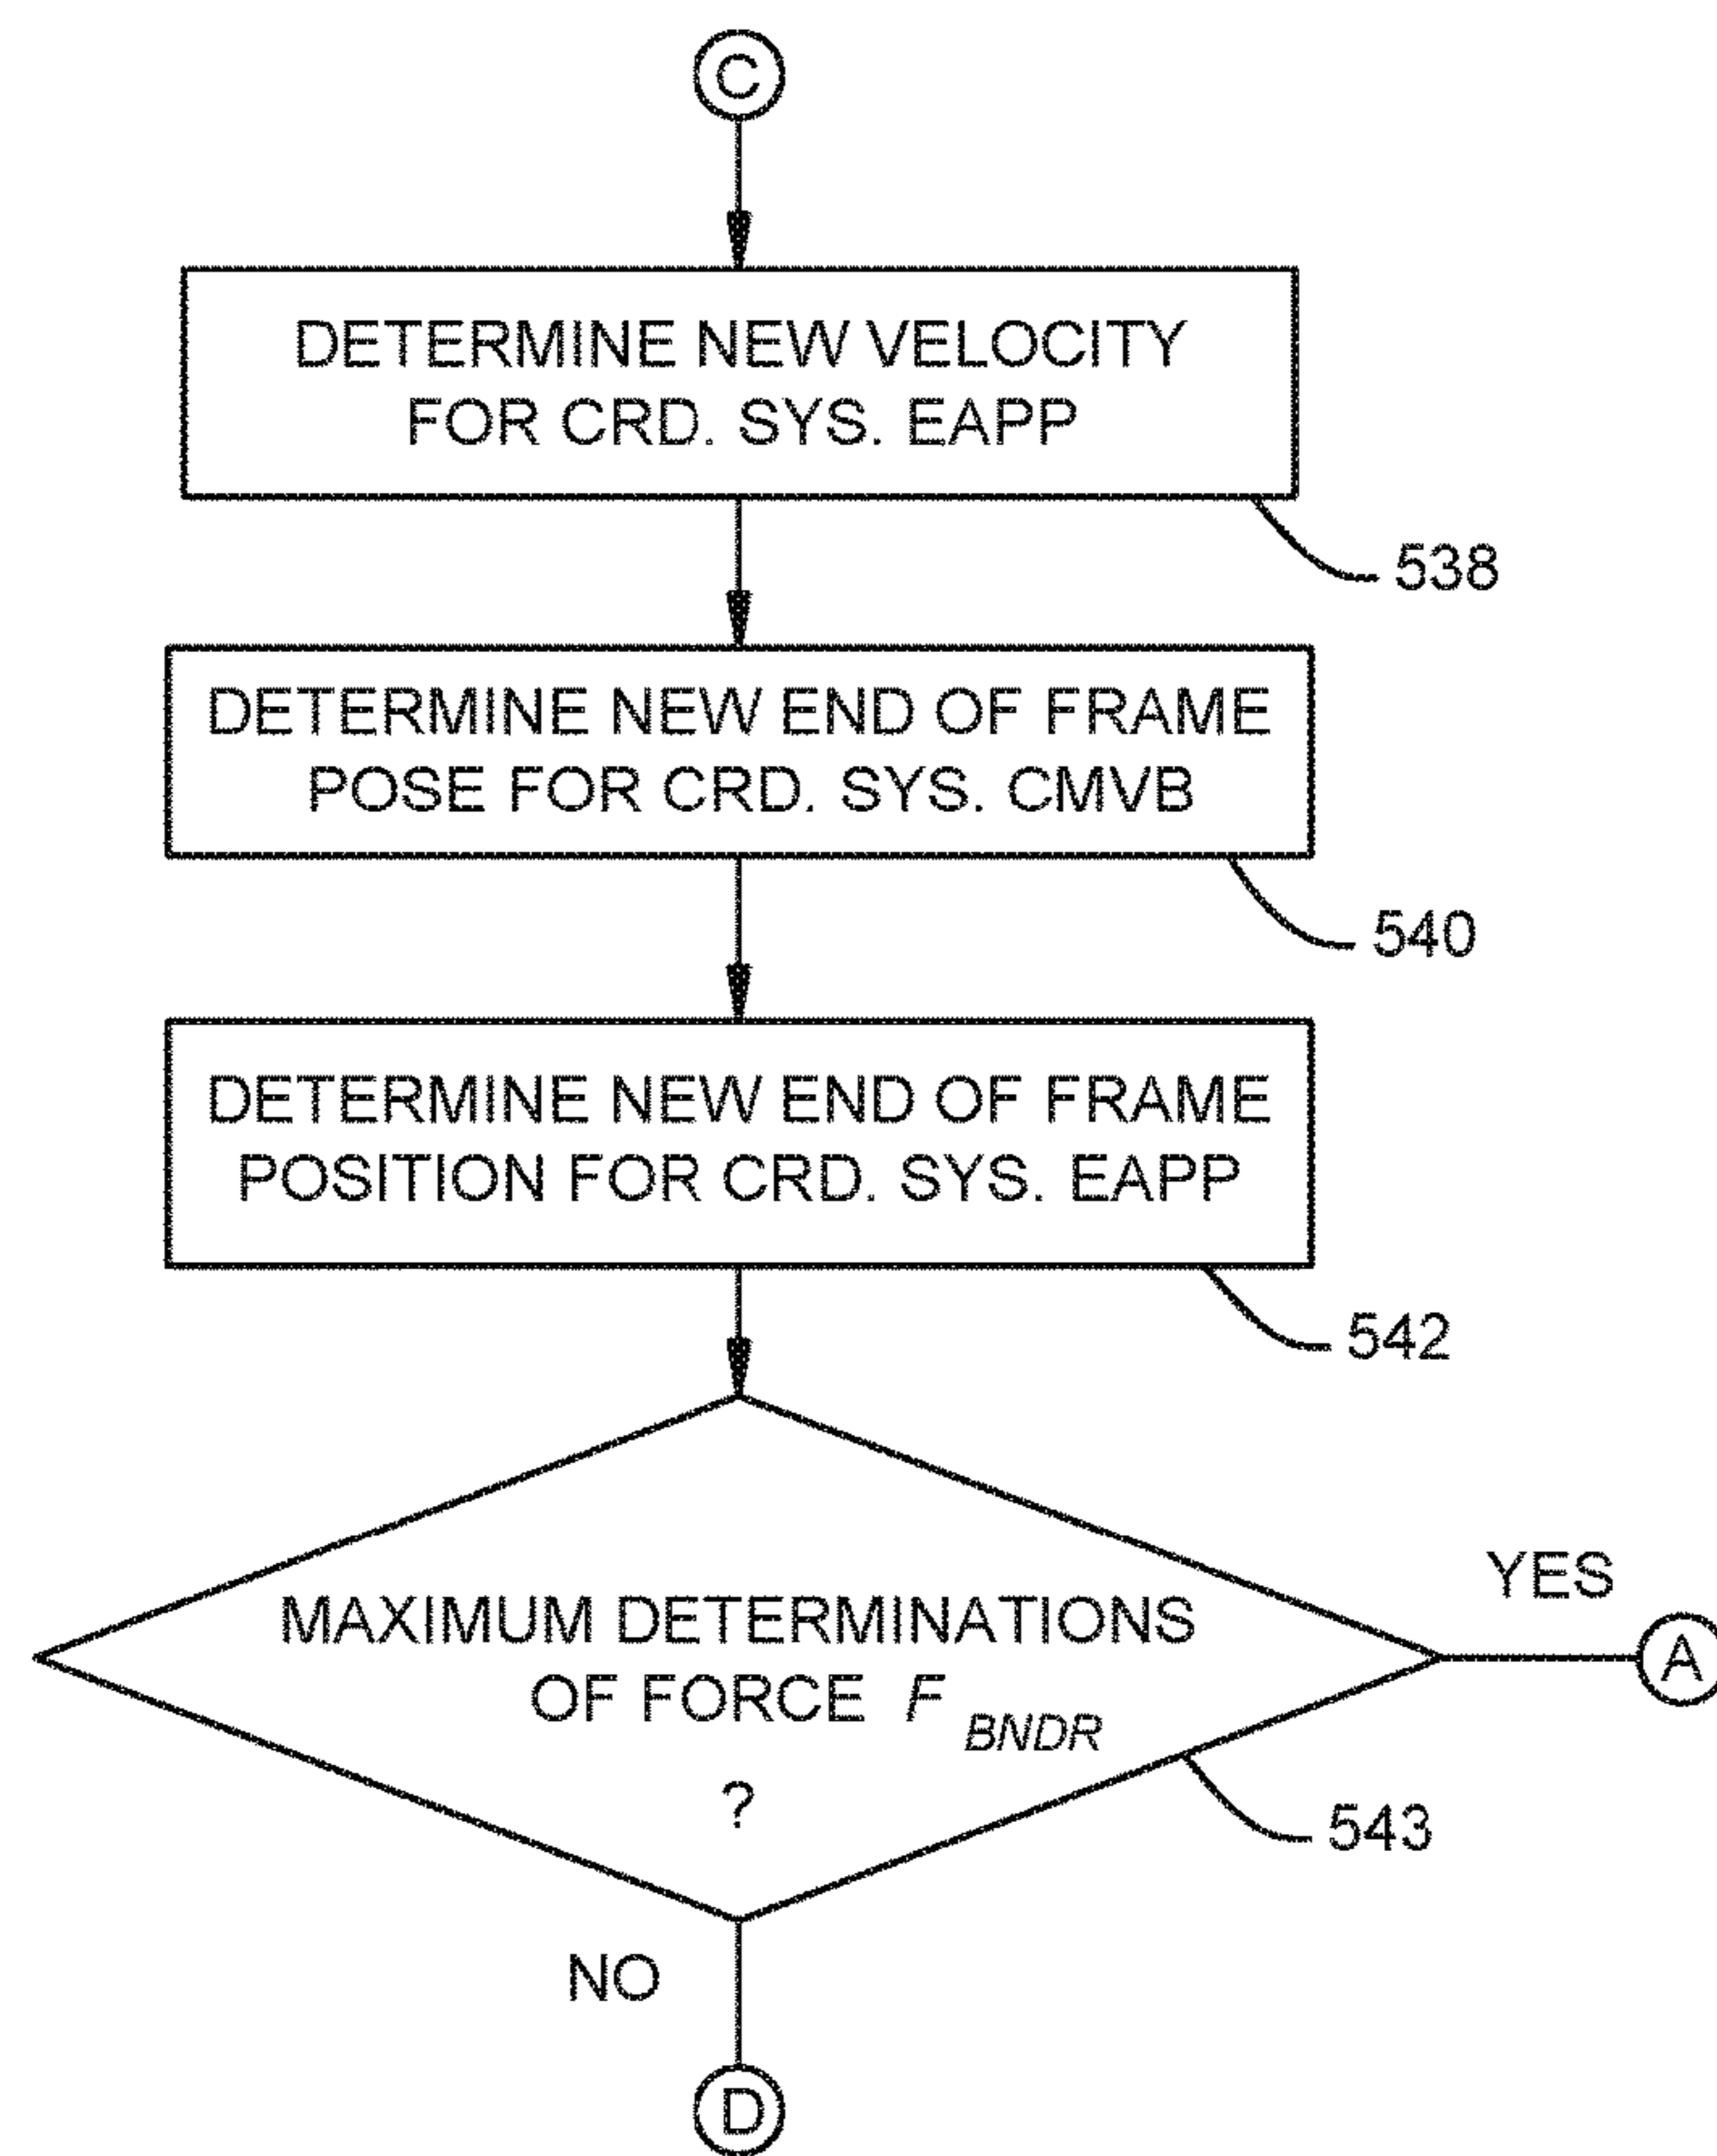 C
DETERMINE NEW VELOCITY
FOR CRD. SYS. EAPP
538
DETERMINE NEW END OF FRAME
POSE FOR CRD. SYS. CMVB
540
DETERMINE NEW END OF FRAME
POSITION FOR CRD. SYS. EAPP
542
MAXIMUM DETERMINATIONS
OF FORCE F BNDR
?
YES
A
543
NO
D